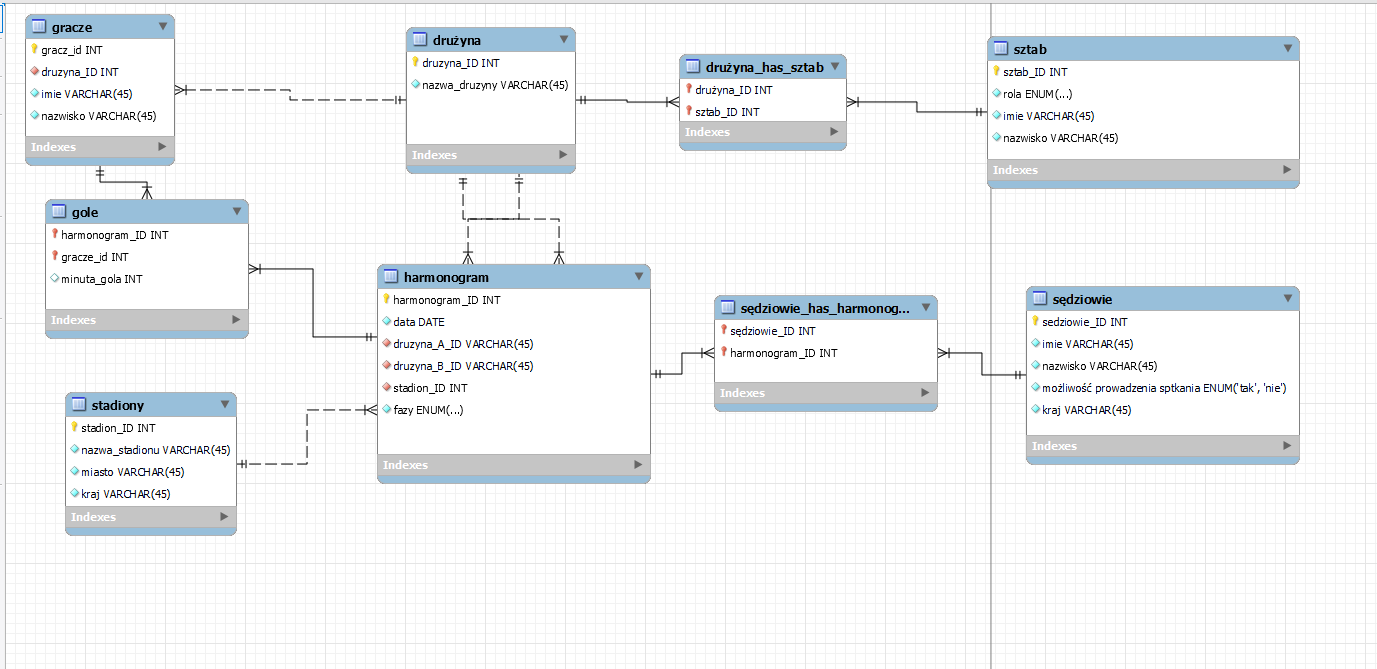 gracze
gracz_id INT
druzyna_ID INT
imie VARCHAR(45)
nazwisko VARCHAR(45)
Indexes
drużyna
druzyna_ID INT
nazwa_druzyny VARCHAR(45)
Indexes
drużyna_has_sztab
drużyna_ID INT
sztab_ID INT
Indexes
sztab
sztab_ID INT
rola ENUM(...)
imie VARCHAR(45)
nazwisko VARCHAR(45)
Indexes
gole
harmonogram_ID INT
gracze_id INT
minuta_gola INT
Indexes
harmonogram
harmonogram_ID INT
data DATE
druzyna_A_ID VARCHAR(45)
druzyna_B_ID VARCHAR(45)
stadion_ID INT
fazy ENUM(...)
Indexes
sędziowie_has_harmonog...
sędziowie_ID INT
harmonogram_ID INT
Indexes
sędziowie
sedziowie_ID INT
imie VARCHAR(45)
nazwisko VARCHAR(45)
możliwość prowadzenia sptkania ENUM('tak', 'nie')
kraj VARCHAR(45)
Indexes
stadiony
stadion_ID INT
nazwa_stadionu VARCHAR(45)
miasto VARCHAR(45)
kraj VARCHAR(45)
Indexes